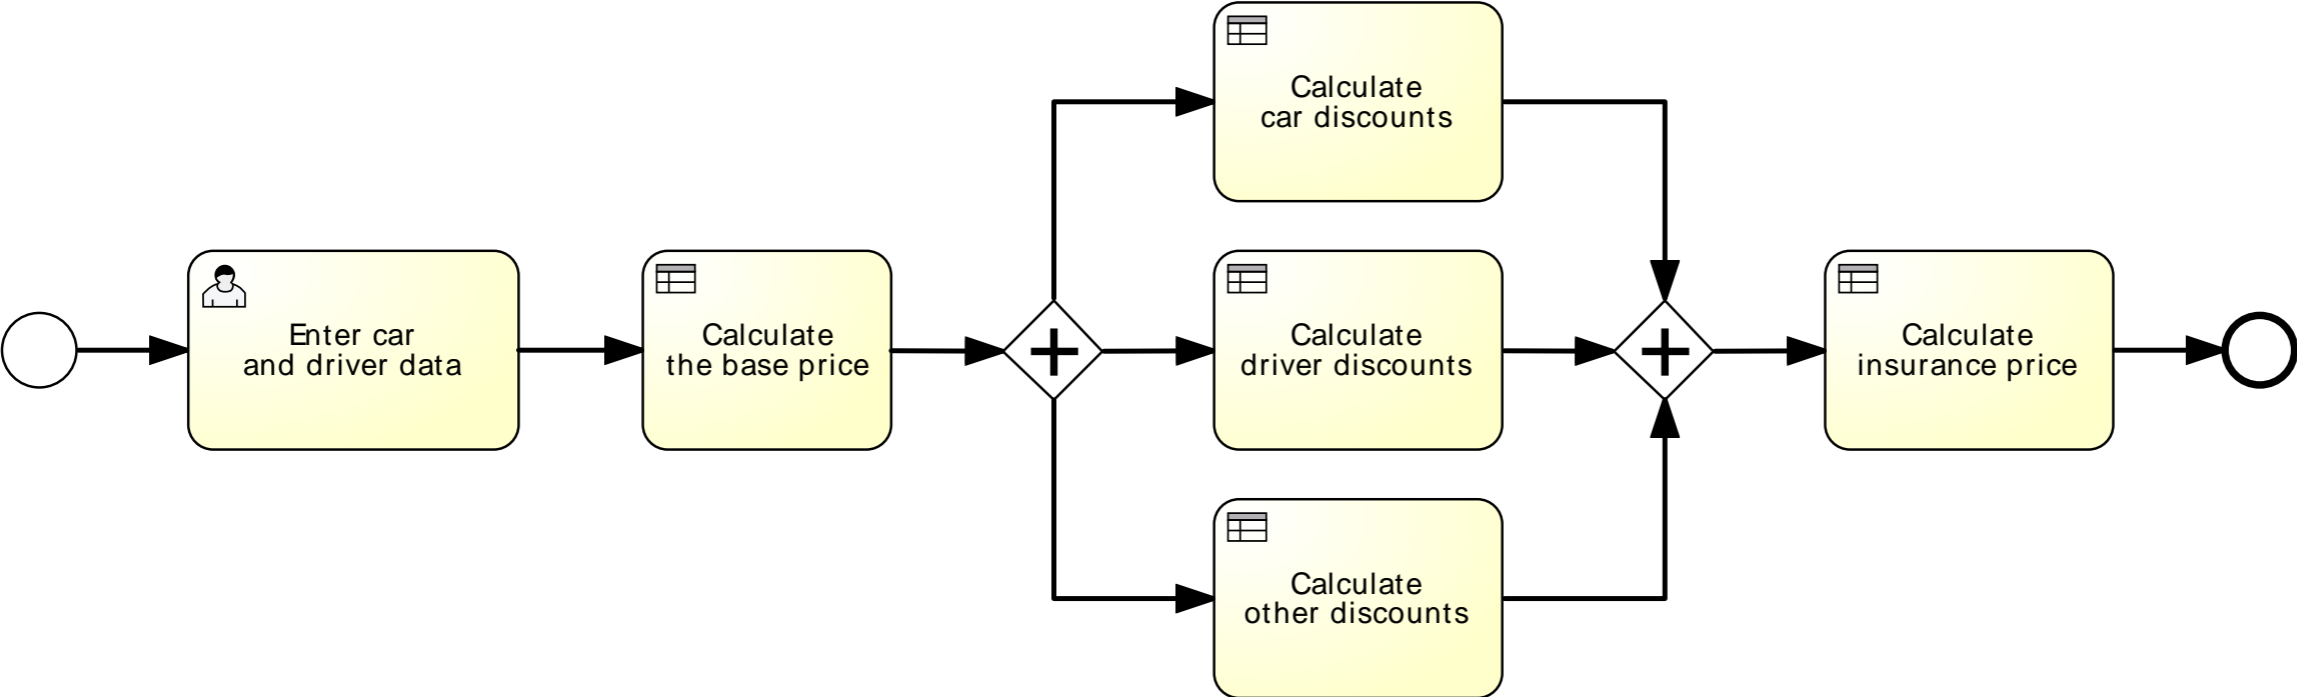 Enter car
and driver data
Calculate
the base price
Calculate
car discounts
Calculate
driver discounts
Calculate
other discounts
Calculate
insurance price